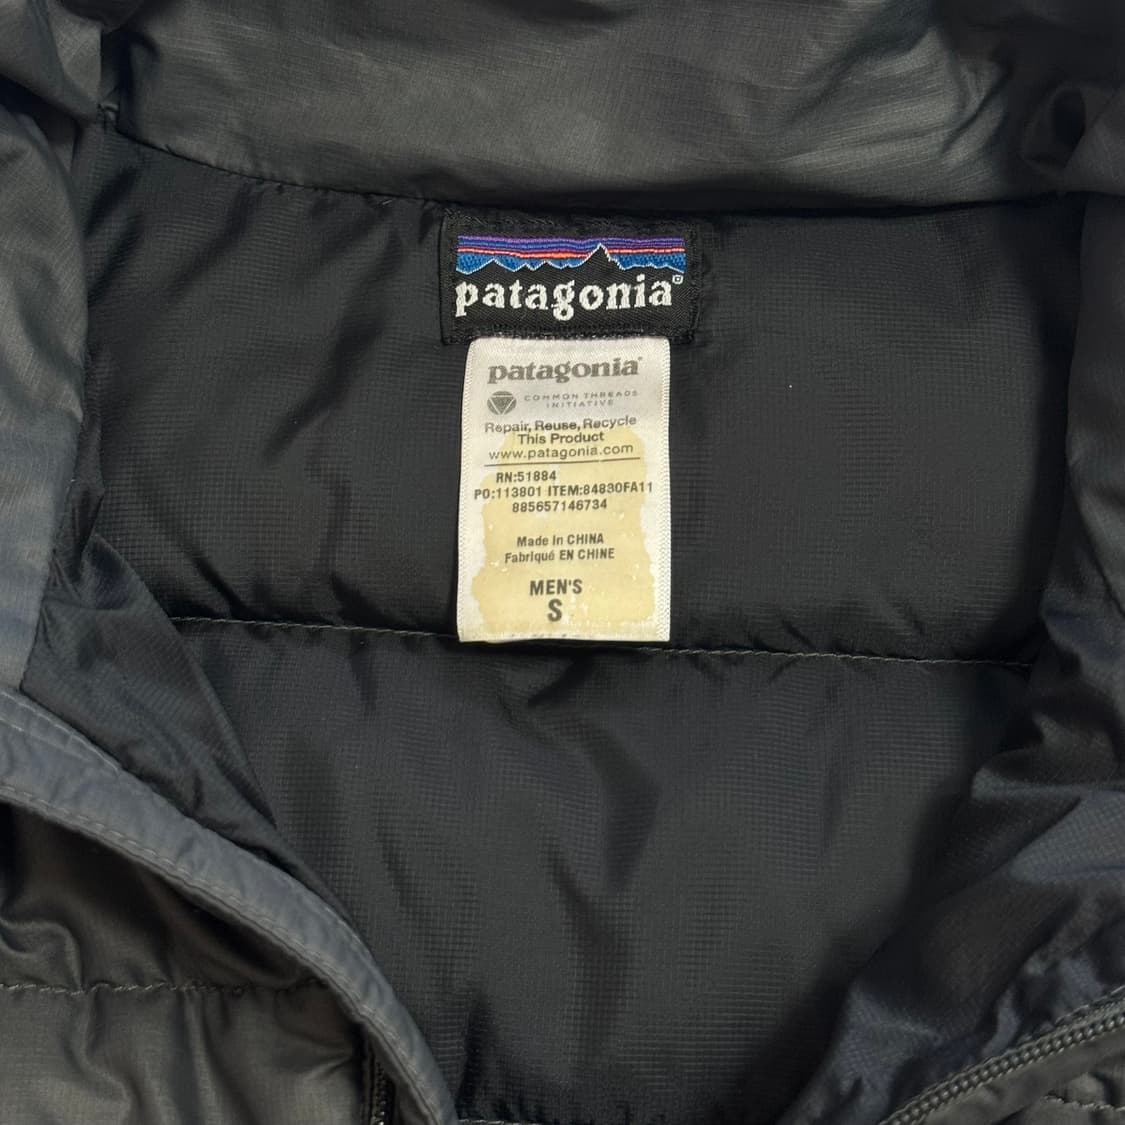 patagonia®
patagonia®
COMMON THREADS
INITIATIVE
Repair, Reuse, Recycle
This Product
www.patagonia.com
RN:51884
PO:113801 ITEM:84830FA11
885657146734
Made in CHINA
Fabriqué EN CHINE
MEN'S
S